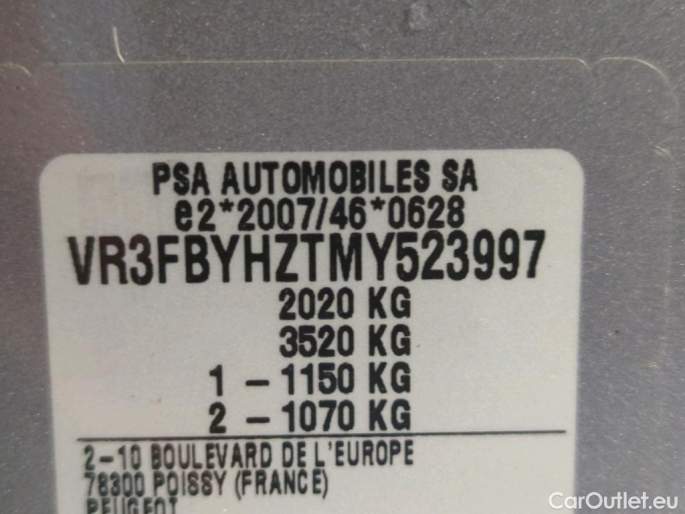 PSA AUTOMOBILES SA
e2*2007/46*0628
VR3FBYHZTMY523997
2020 KG
3520 KG
1 - 1150 KG
2 - 1070 KG
2-10 BOULEVARD DE L'EUROPE
78300 POISSY (FRANCE)
PEUGEOT
CarOutlet.eu